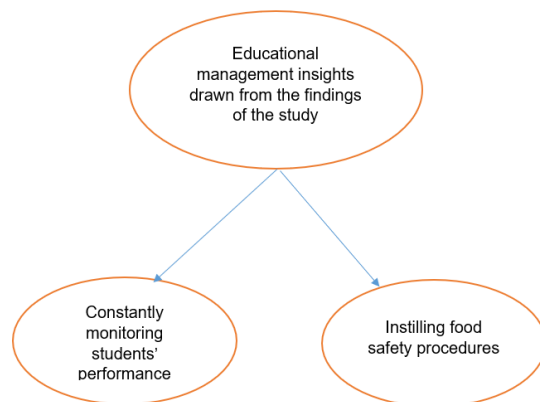 Educational
management insights
drawn from the findings
of the study
Constantly
monitoring
students’
performance
Instilling food
safety procedures